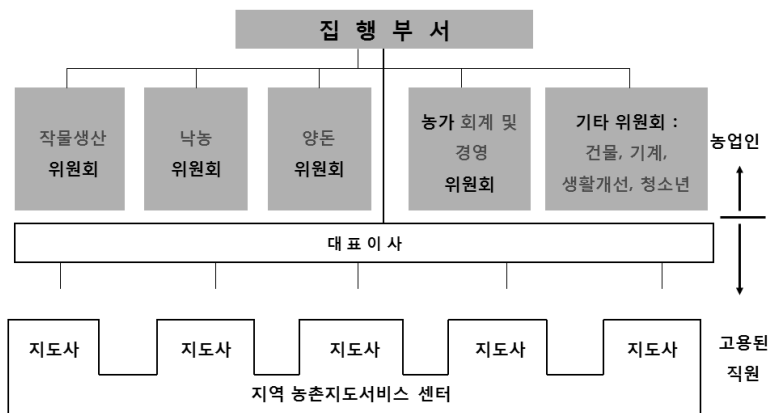 집 행 부 서
작물생산
위원회
낙농
위원회
양돈
위원회
농가 회계 및
경영
위원회
기타 위원회 :
건물, 기계,
생활개선, 청소년
농업인
대 표 이 사
지도사
지도사
지도사
지도사
지도사
고용된
직원
지역 농촌지도서비스 센터